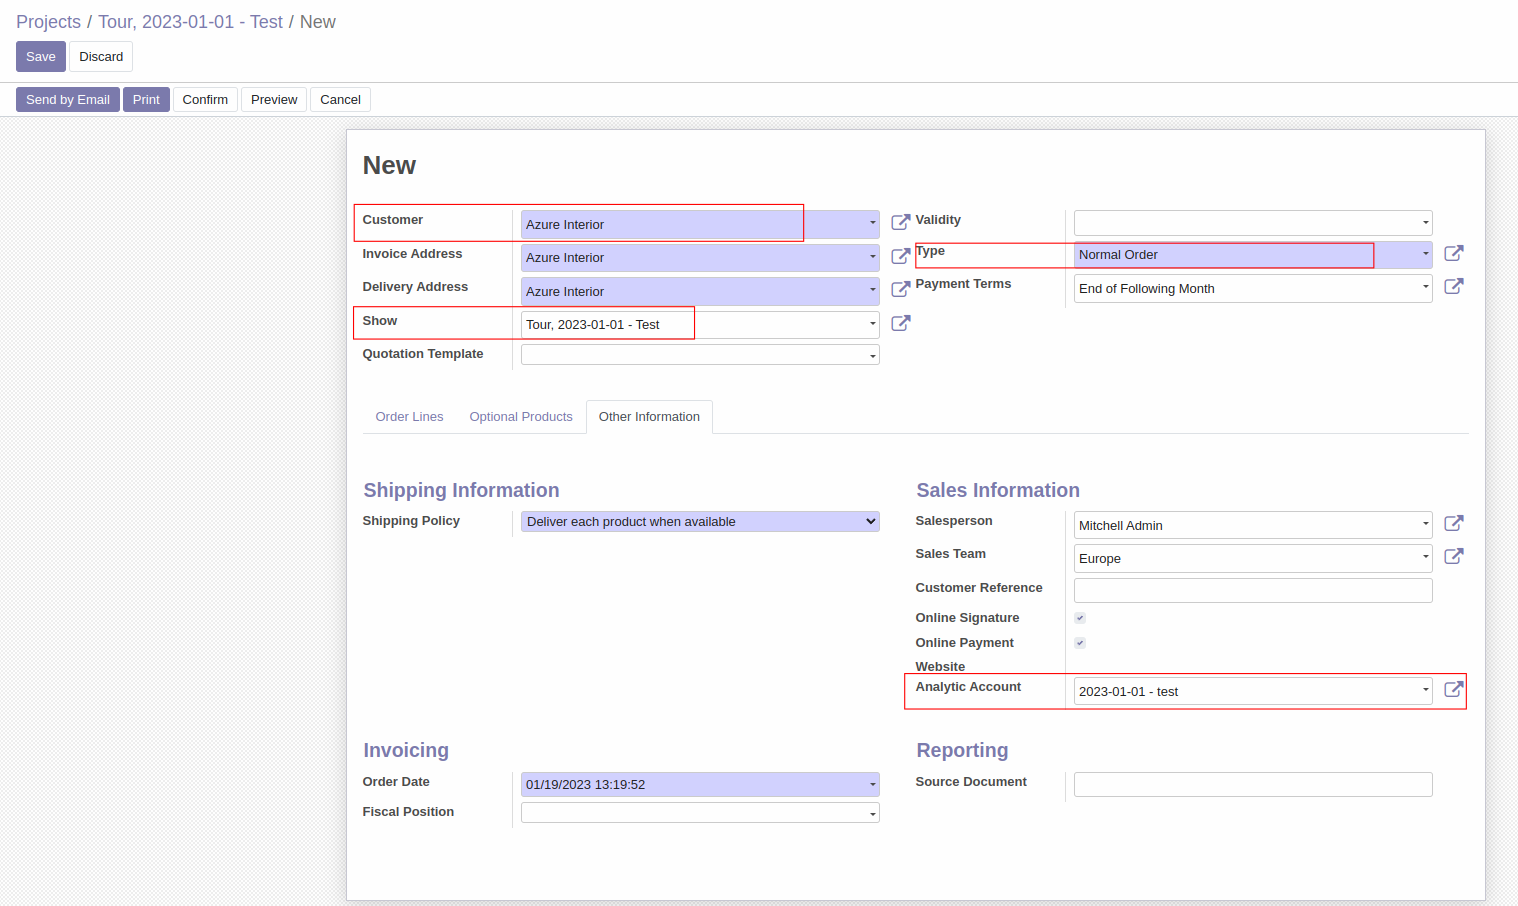 Projects / Tour, 2023-01-01 - Test / New
Save Discard
Send by Email Print Confirm Preview Cancel
New
Customer Azure Interior
Invoice Address Azure Interior
Delivery Address Azure Interior
Show Tour, 2023-01-01 - Test
Quotation Template
Validity
Type Normal Order
Payment Terms End of Following Month
Order Lines Optional Products Other Information
Shipping Information
Shipping Policy Deliver each product when available
Sales Information
Salesperson Mitchell Admin
Sales Team Europe
Customer Reference
Online Signature
Online Payment
Website
Analytic Account 2023-01-01 - test
Invoicing
Order Date 01/19/2023 13:19:52
Fiscal Position
Reporting
Source Document